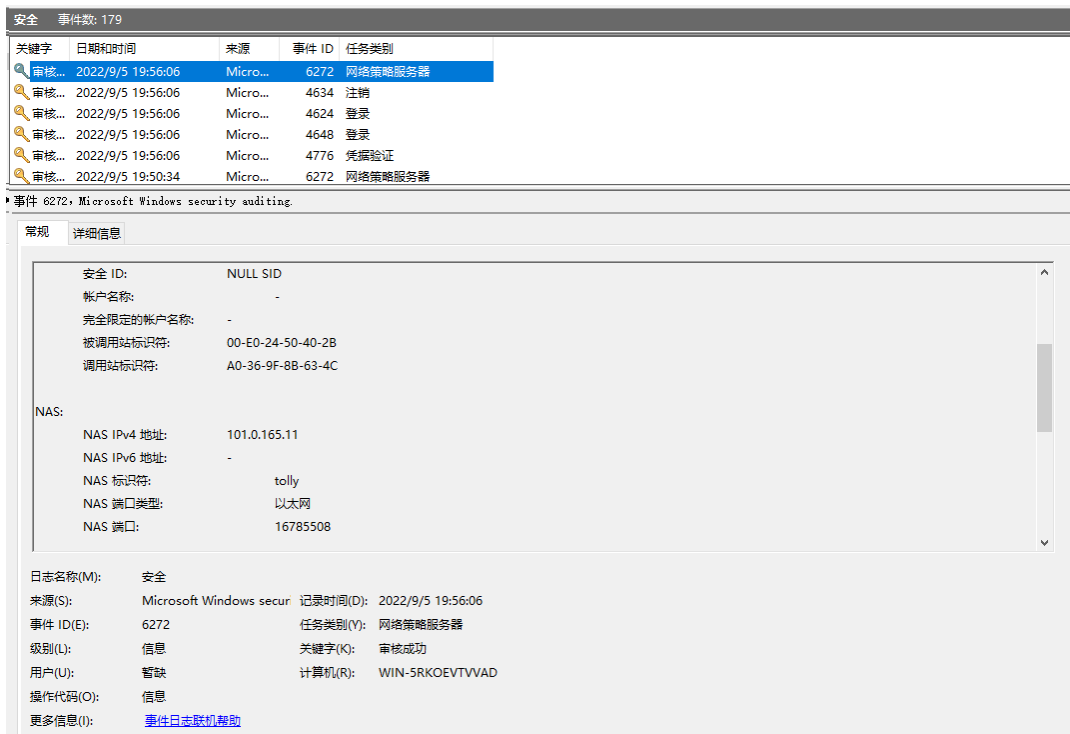 安全 事件数: 179
关键字 日期和时间 来源 事件 ID 任务类别
审核... 2022/9/5 19:56:06 Micro... 6272 网络策略服务器
审核... 2022/9/5 19:56:06 Micro... 4634 注销
审核... 2022/9/5 19:56:06 Micro... 4624 登录
审核... 2022/9/5 19:56:06 Micro... 4648 登录
审核... 2022/9/5 19:56:06 Micro... 4776 凭据验证
审核... 2022/9/5 19:50:34 Micro... 6272 网络策略服务器
事件 6272，Microsoft Windows security auditing.
常规 详细信息
安全 ID: NULL SID
帐户名称: -
完全限定的帐户名称: -
被调用站标识符: 00-E0-24-50-40-2B
调用站标识符: A0-36-9F-8B-63-4C
NAS:
NAS IPv4 地址: 101.0.165.11
NAS IPv6 地址: -
NAS 标识符: tolly
NAS 端口类型: 以太网
NAS 端口: 16785508
日志名称(M): 安全
来源(S): Microsoft Windows securi 记录时间(D): 2022/9/5 19:56:06
事件 ID(E): 6272 任务类别(Y): 网络策略服务器
级别(L): 信息 关键字(K): 审核成功
用户(U): 暂缺 计算机(R): WIN-5RKOEVTVVAD
操作代码(O): 信息
更多信息(I): 事件日志联机帮助